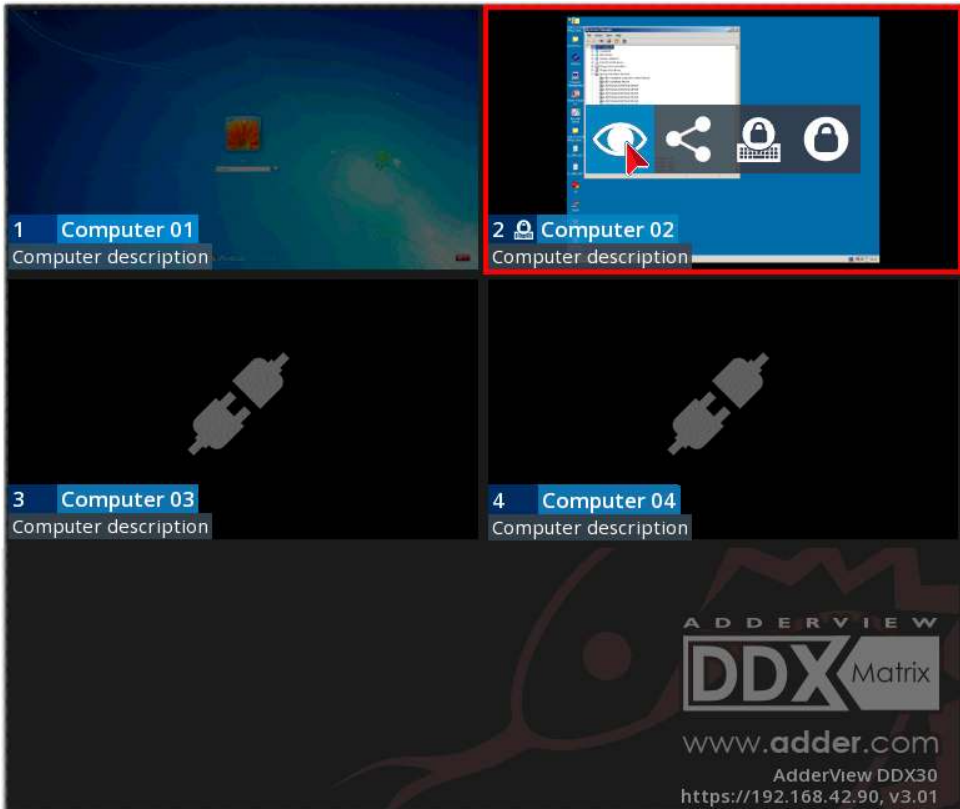 1 Computer 01
Computer description
2 Computer 02
Computer description
3 Computer 03
Computer description
4 Computer 04
Computer description
ADDERVIEW
DDX Matrix
www.adder.com
AdderView DDX30
https://192.168.42.90, v3.01